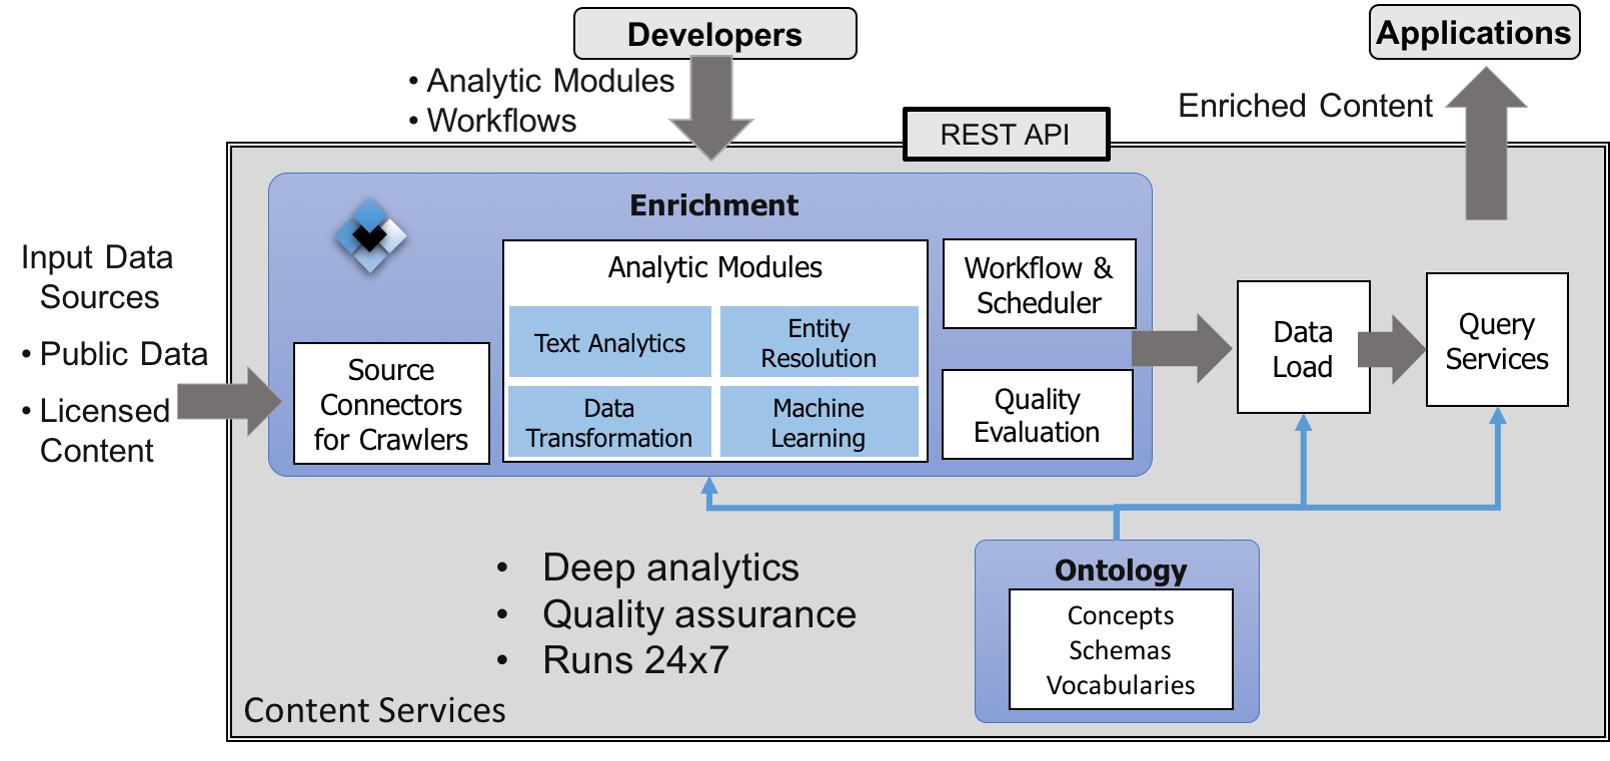 Developers
• Analytic Modules
• Workflows
Applications
Enriched Content
REST API
Input Data
Sources
• Public Data
• Licensed
Content
Enrichment
Source
Connectors
for Crawlers
Analytic Modules
Text Analytics
Entity
Resolution
Data
Transformation
Machine
Learning
Workflow &
Scheduler
Quality
Evaluation
Data
Load
Query
Services
• Deep analytics
• Quality assurance
• Runs 24x7
Ontology
Concepts
Schemas
Vocabularies
Content Services